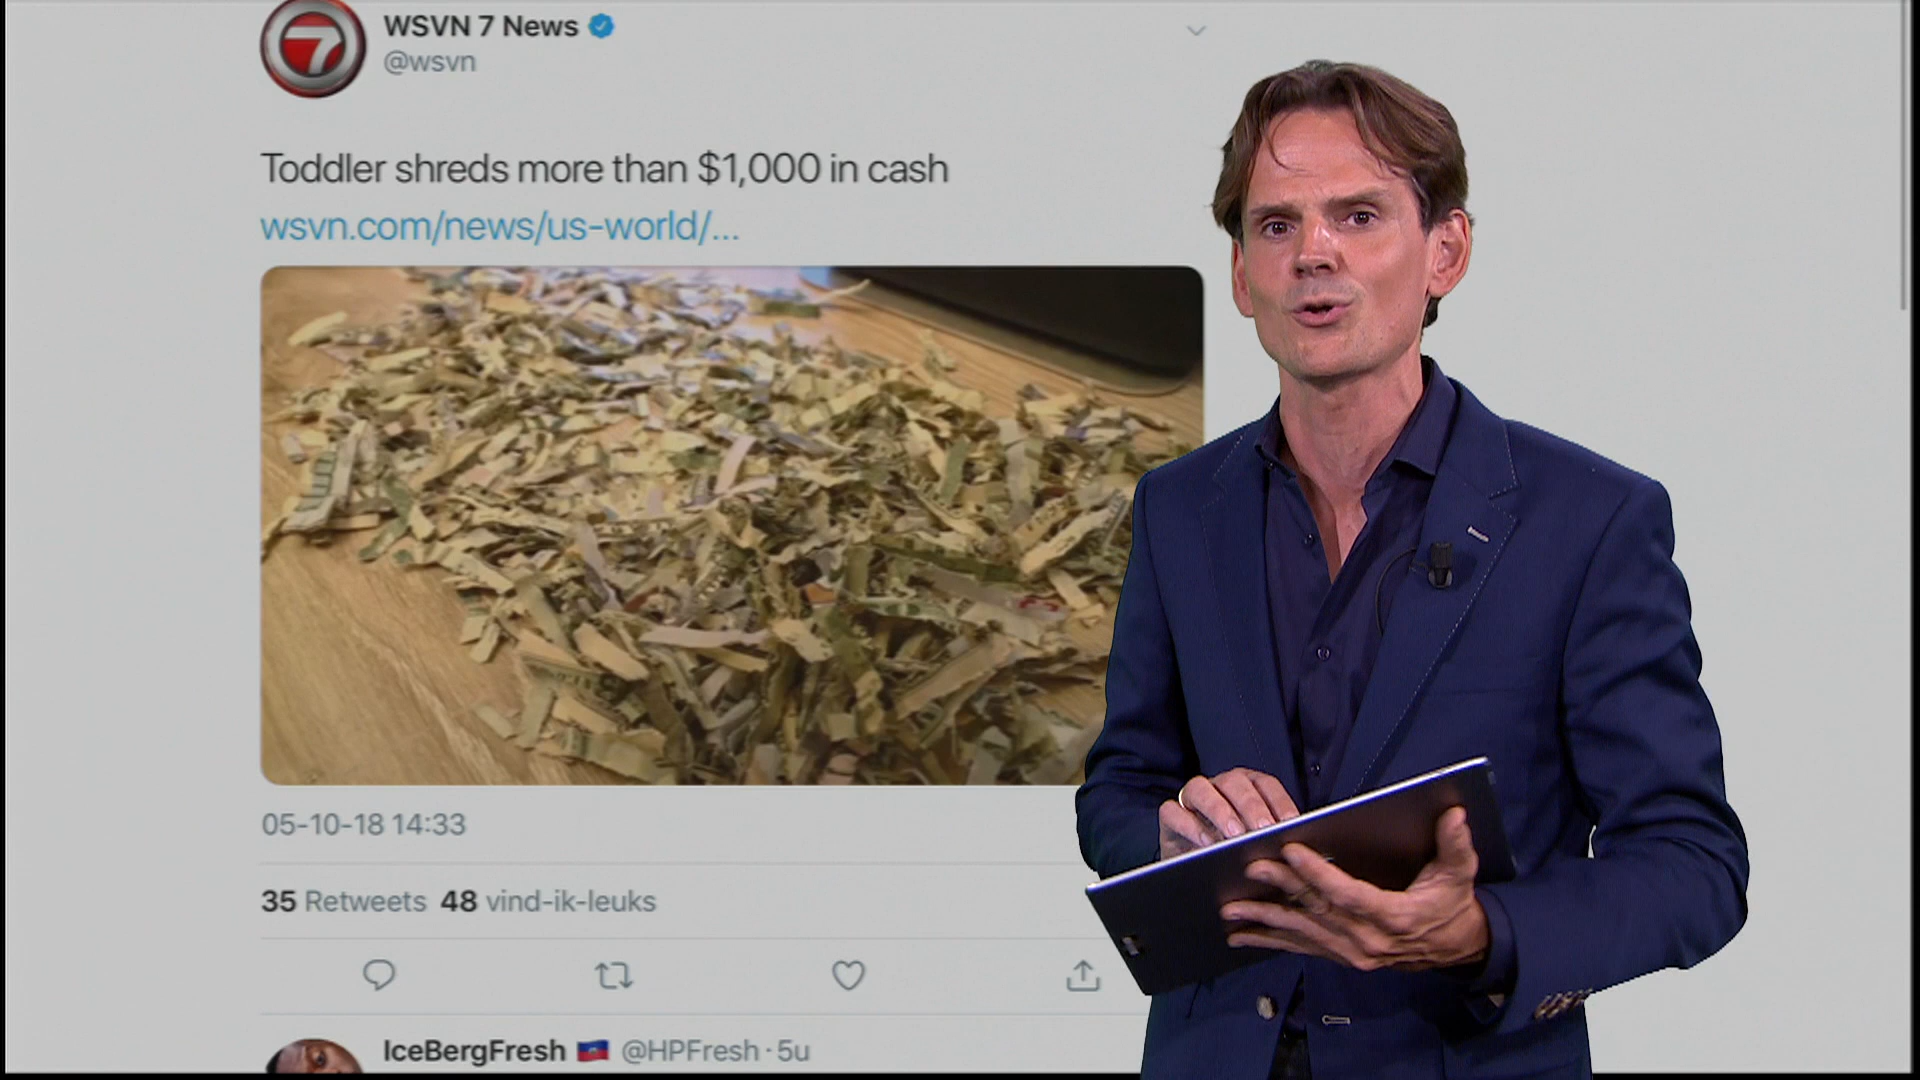 WSVN 7 News
@wsvn
Toddler shreds more than $1,000 in cash
wsvn.com/news/us-world/...
05-10-18 14:33
35 Retweets 48 vind-ik-leuks
IceBergFresh @HPFresh · 5u